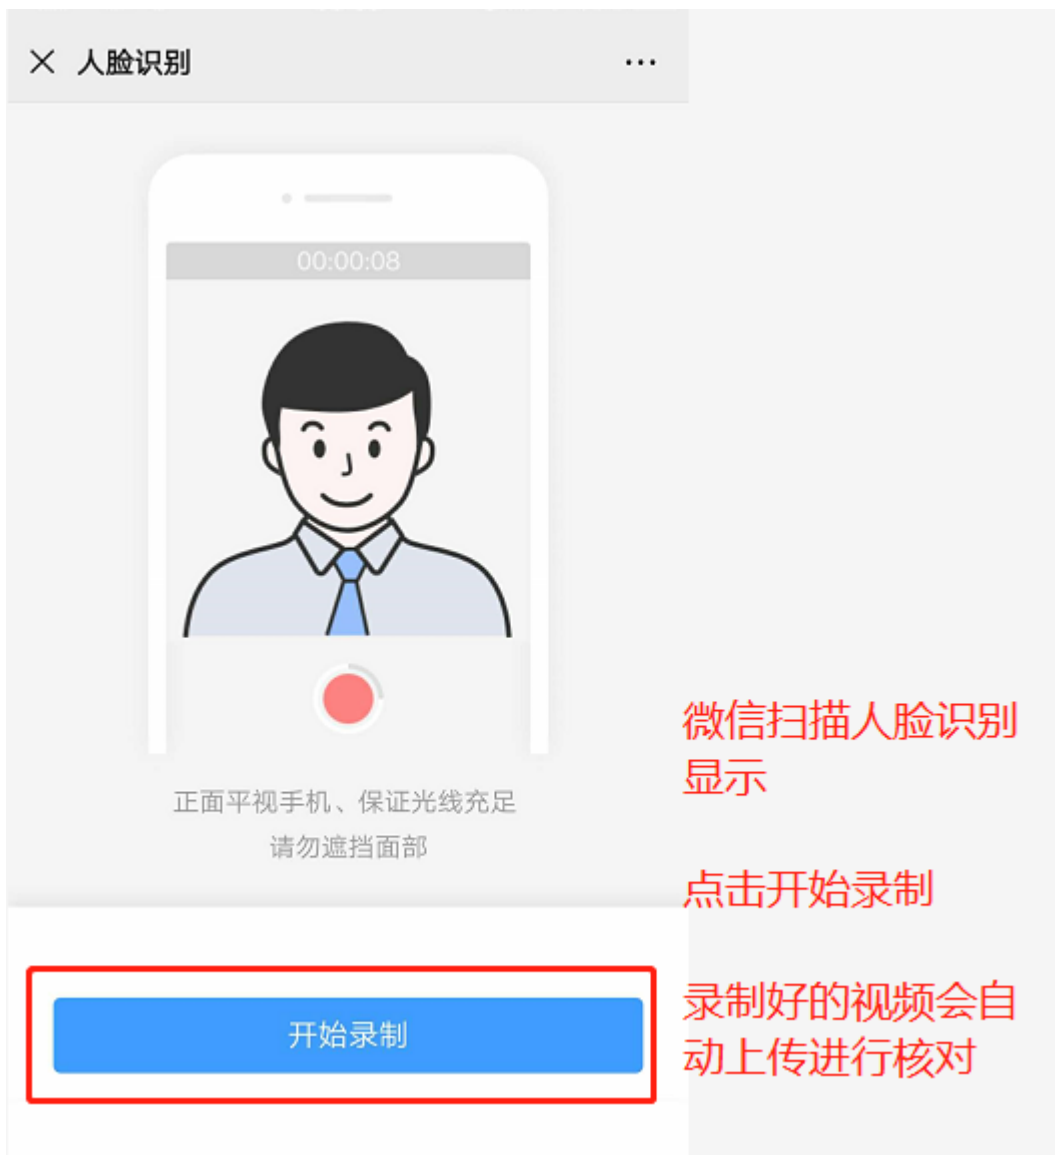 人脸识别
00:00:08
正面平视手机、保证光线充足
请勿遮挡面部
开始录制
微信扫描人脸识别
显示
点击开始录制
录制好的视频会自
动上传进行核对